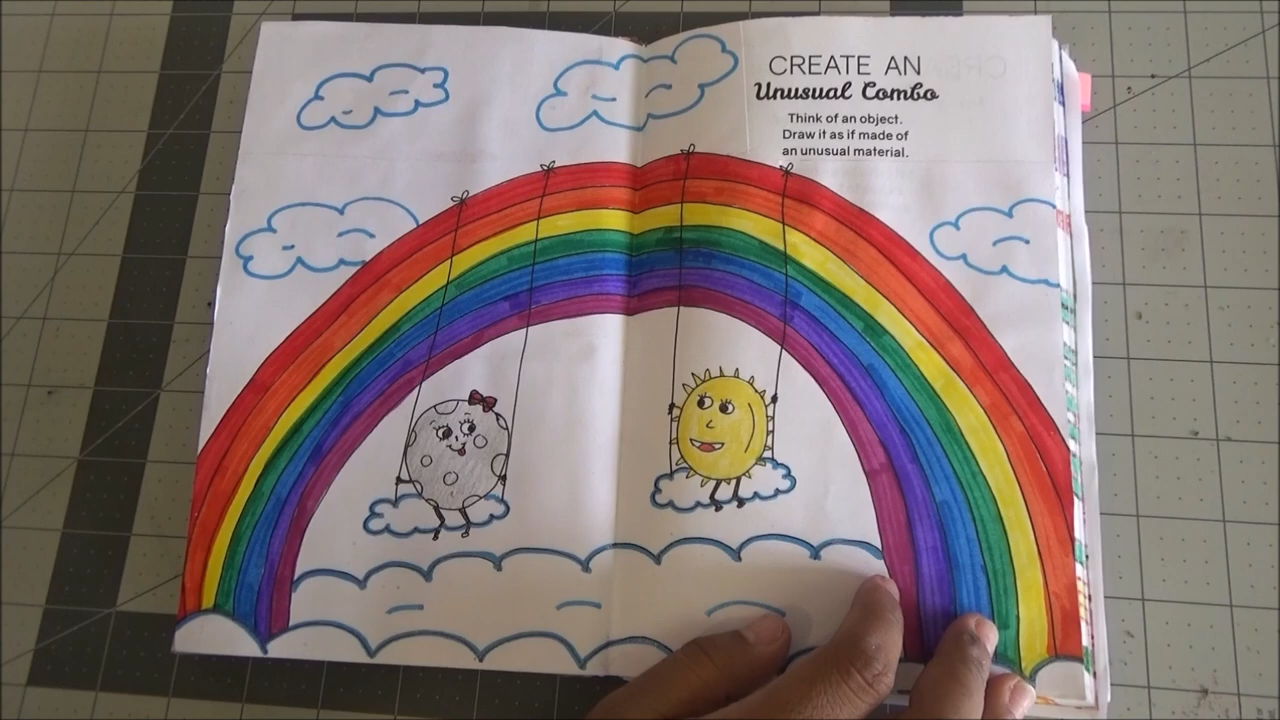 CREATE AN
Unusual Combo
Think of an object.
Draw it as if made of
an unusual material.